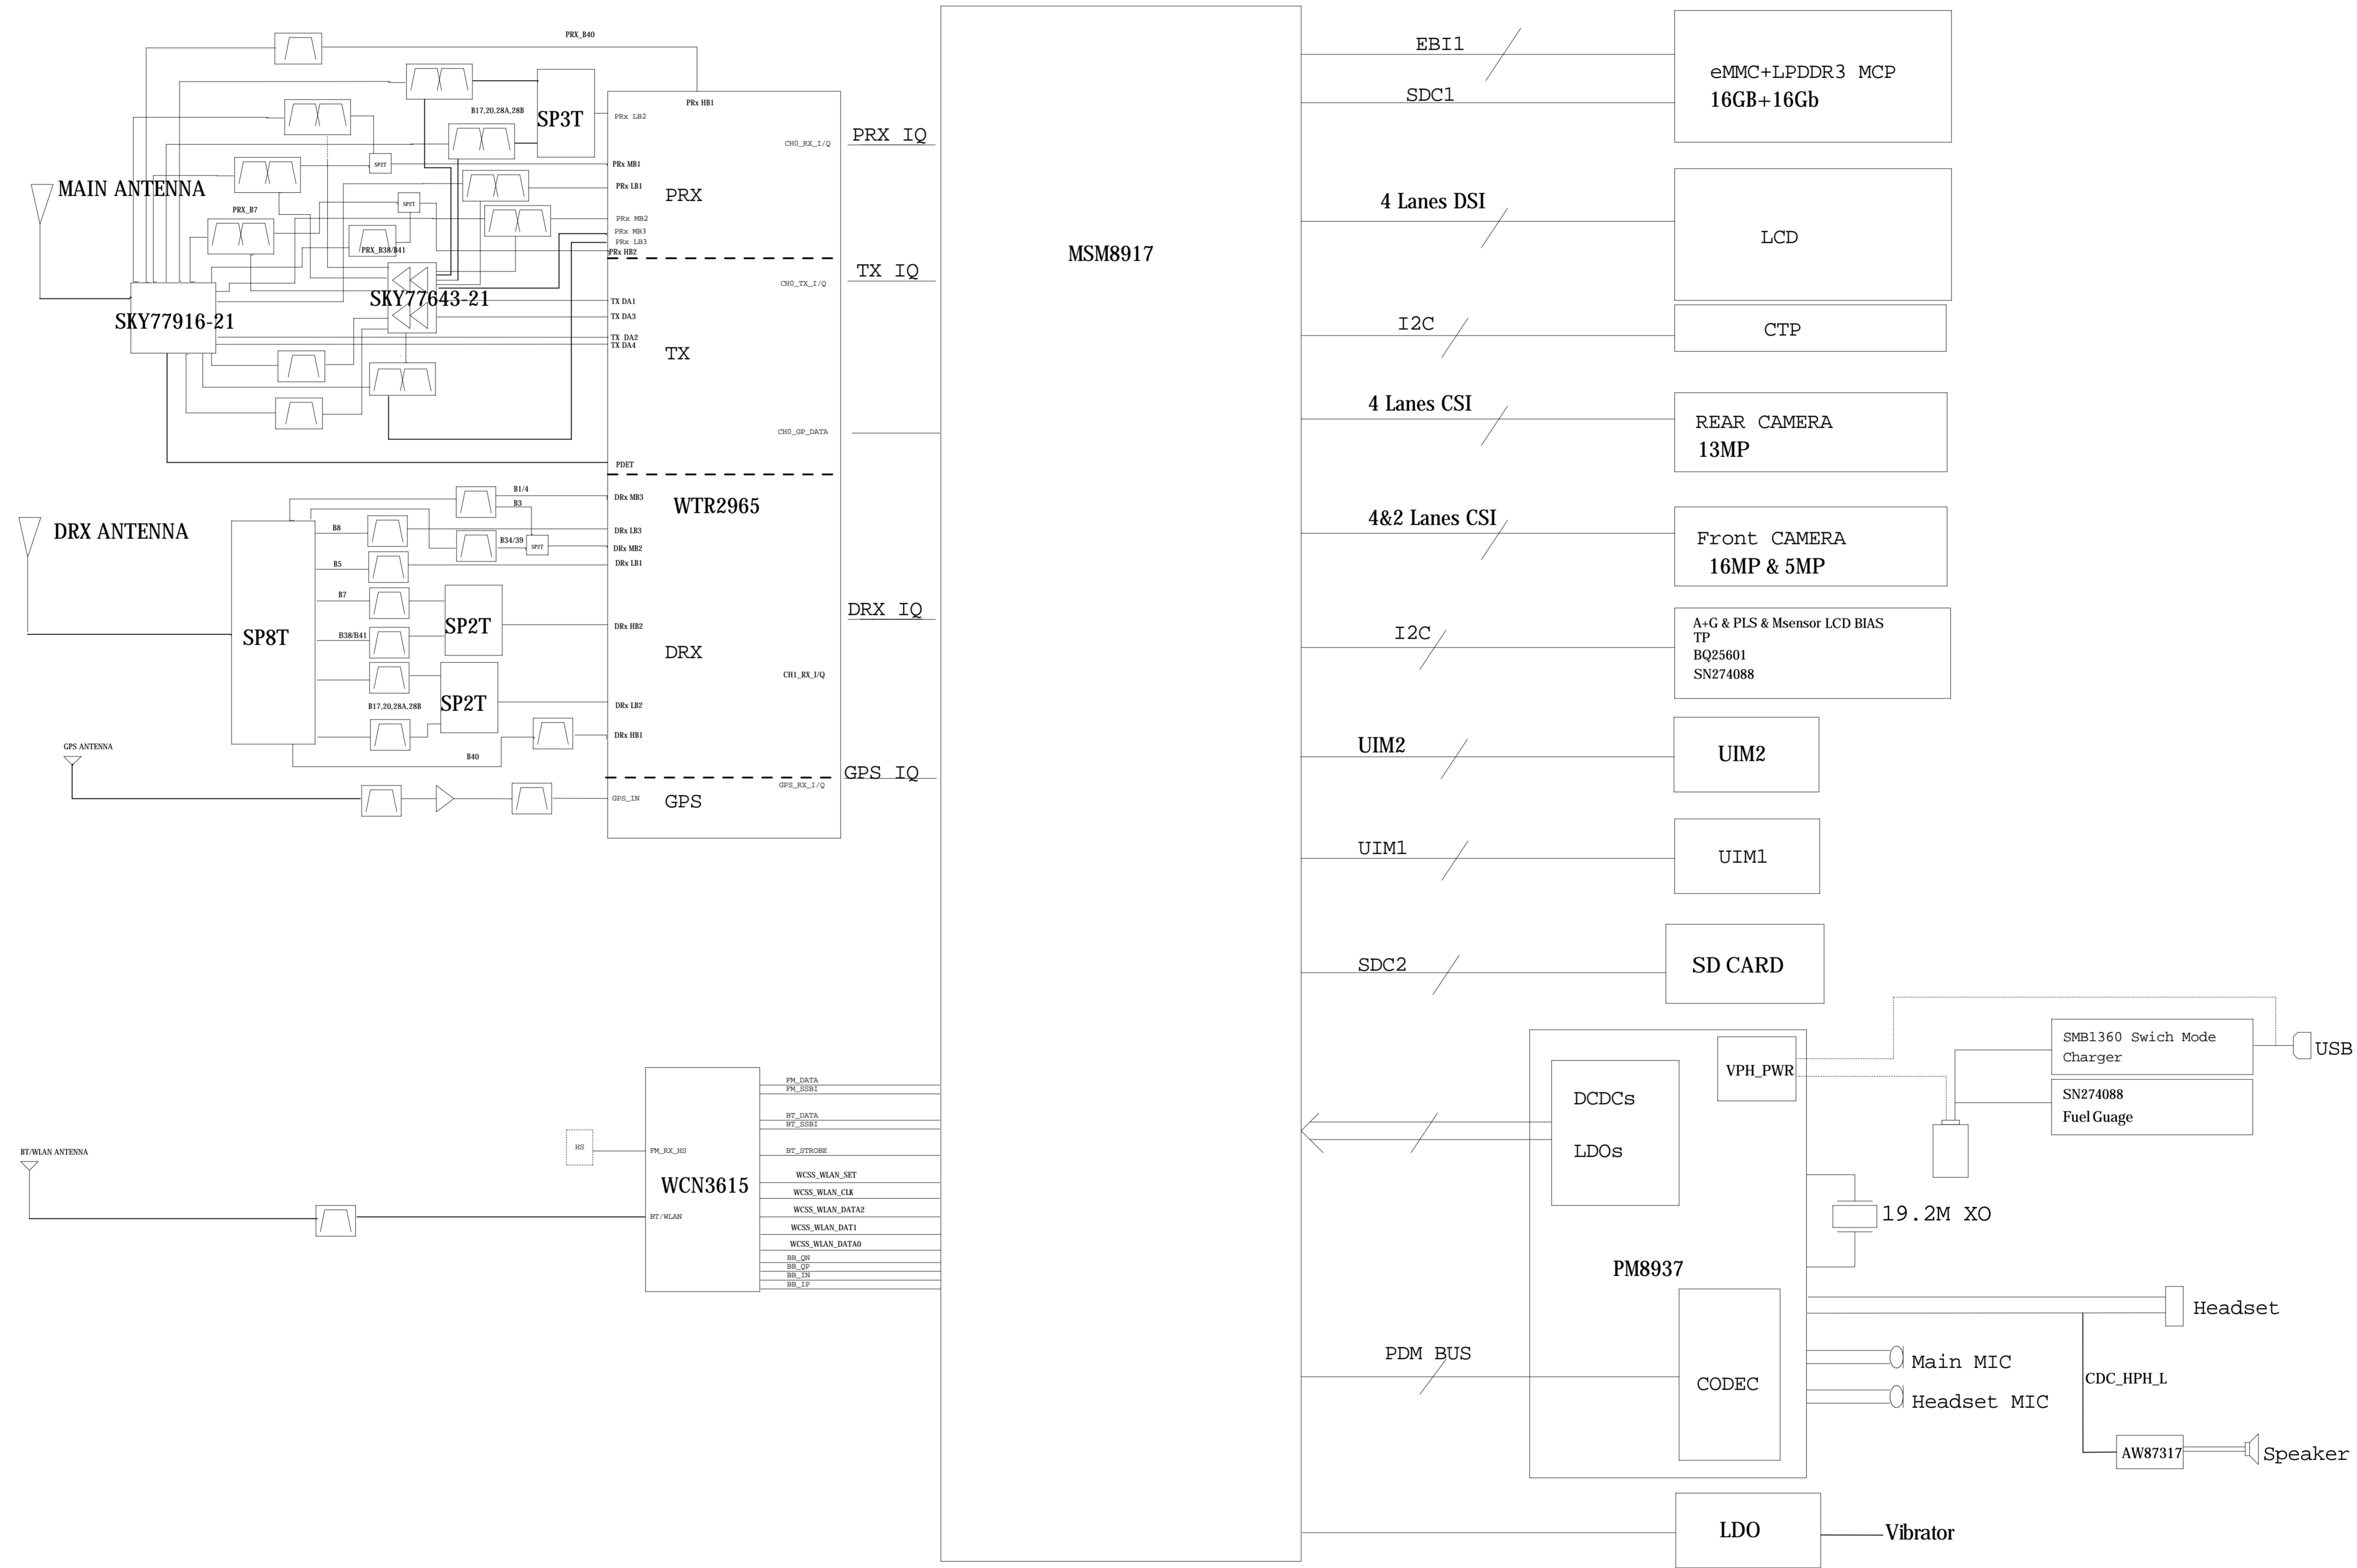 PRX_B40
PRx HB1
B17,20,28A,28B
SP3T
PRx LB2
CH0_RX_I/Q
PRX IQ
SP2T
PRx MB1
PRx LB1
PRX
MAIN ANTENNA
SP2T
PRX_B7
PRx MB2
PRx MB3
PRx LB3
PRx HB2
PRX_B38/B41
TX IQ
CH0_TX_I/Q
SKY77643-21
TX DA1
TX DA3
SKY77916-21
TX DA2
TX DA4
TX
CH0_GP_DATA
PDET
B1/4
DRx MB3
B3
WTR2965
DRX ANTENNA
B8
DRx LB3
B34/39
SP2T
DRx MB2
B5
DRx LB1
B7
DRX IQ
SP8T
B38/B41
SP2T
DRx HB2
DRX
CH1_RX_I/Q
B17,20,28A,28B
SP2T
DRx LB2
DRx HB1
GPS ANTENNA
B40
GPS IQ
GPS_RX_I/Q
GPS_IN
GPS
MSM8917
EBI1
SDC1
eMMC+LPDDR3 MCP
16GB+16Gb
4 Lanes DSI
LCD
I2C
CTP
4 Lanes CSI
REAR CAMERA
13MP
4&2 Lanes CSI
Front CAMERA
16MP & 5MP
I2C
A+G & PLS & Msensor LCD BIAS
TP
BQ25601
SN274088
UIM2
UIM2
UIM1
UIM1
SDC2
SD CARD
SMB1360 Swich Mode
Charger
USB
VPH_PWR
SN274088
Fuel Guage
DCDCs
LDOs
19.2M XO
PM8937
Headset
PDM BUS
CODEC
Main MIC
Headset MIC
CDC_HPH_L
AW87317
Speaker
LDO
Vibrator
FM_DATA
FM_SSBI
BT_DATA
BT_SSBI
HS
FM_RX_HS
BT_STROBE
BT/WLAN ANTENNA
WCN3615
WCSS_WLAN_SET
WCSS_WLAN_CLK
WCSS_WLAN_DATA2
BT/WLAN
WCSS_WLAN_DAT1
WCSS_WLAN_DATA0
BB_QN
BB_QP
BB_IN
BB_IP